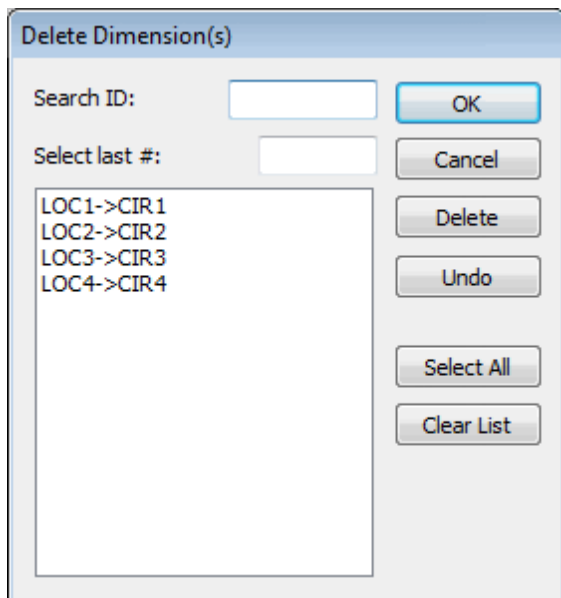 Delete Dimension(s)
Search ID:
OK
Select last #:
Cancel
LOC1->CIR1
LOC2->CIR2
LOC3->CIR3
LOC4->CIR4
Delete
Undo
Select All
Clear List